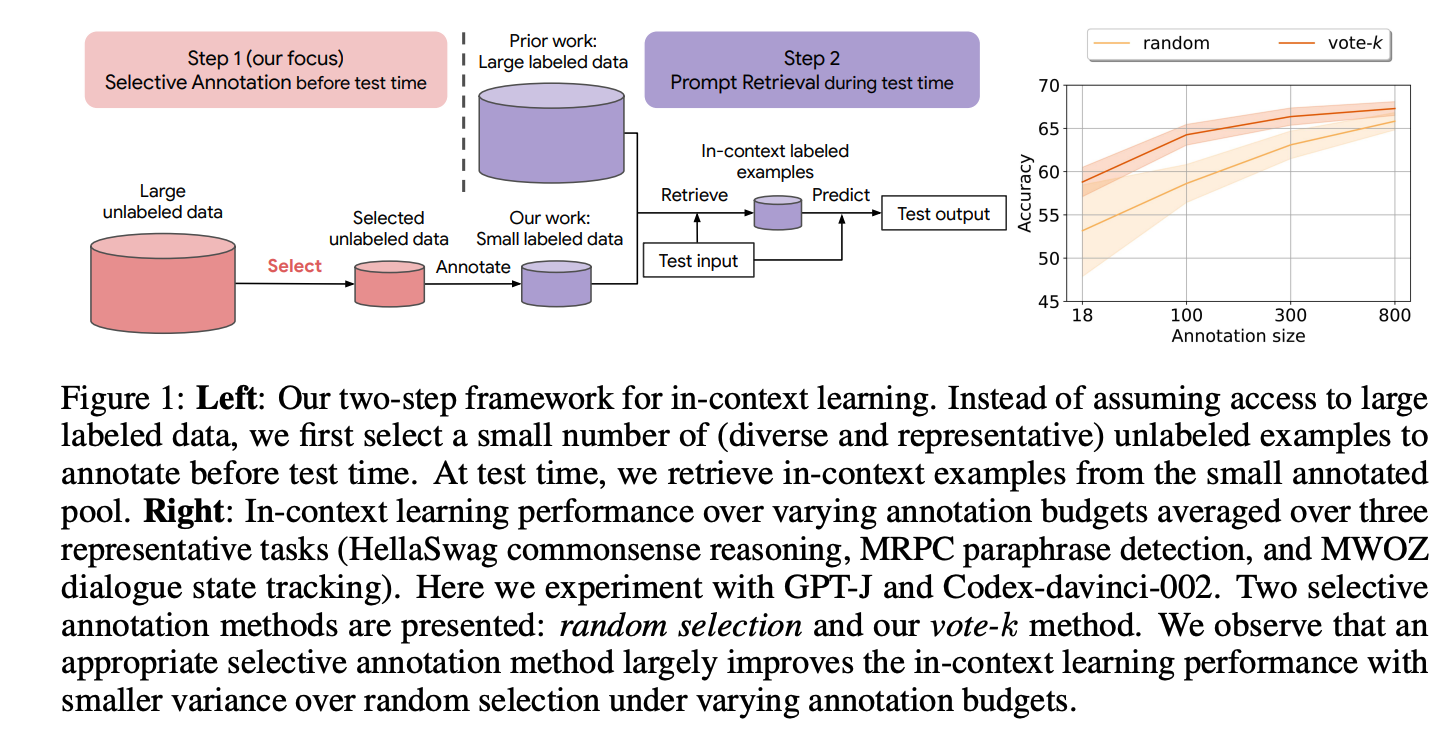 Step 1 (our focus)
Selective Annotation before test time
Prior work:
Large labeled data
Step 2
Prompt Retrieval during test time
Large
unlabeled data
Select
Selected
unlabeled data
Annotate
Our work:
Small labeled data
In-context labeled
examples
Retrieve
Predict
Test input
Test output
random
vote-k
70
65
60
55
50
45
Accuracy
18 100 300 800
Annotation size
Figure 1: Left: Our two-step framework for in-context learning. Instead of assuming access to large
labeled data, we first select a small number of (diverse and representative) unlabeled examples to
annotate before test time. At test time, we retrieve in-context examples from the small annotated
pool. Right: In-context learning performance over varying annotation budgets averaged over three
representative tasks (HellaSwag commonsense reasoning, MRPC paraphrase detection, and MWOZ
dialogue state tracking). Here we experiment with GPT-J and Codex-davinci-002. Two selective
annotation methods are presented: random selection and our vote-k method. We observe that an
appropriate selective annotation method largely improves the in-context learning performance with
smaller variance over random selection under varying annotation budgets.